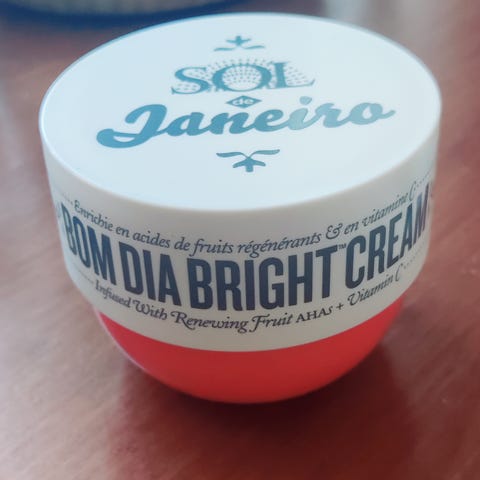 SOL
de
Janeiro
Enrichie en acides de fruits régénérants & en vitamine C
BOM DIA BRIGHT™ CREAM
Infused With Renewing Fruit AHAs + Vitamin C